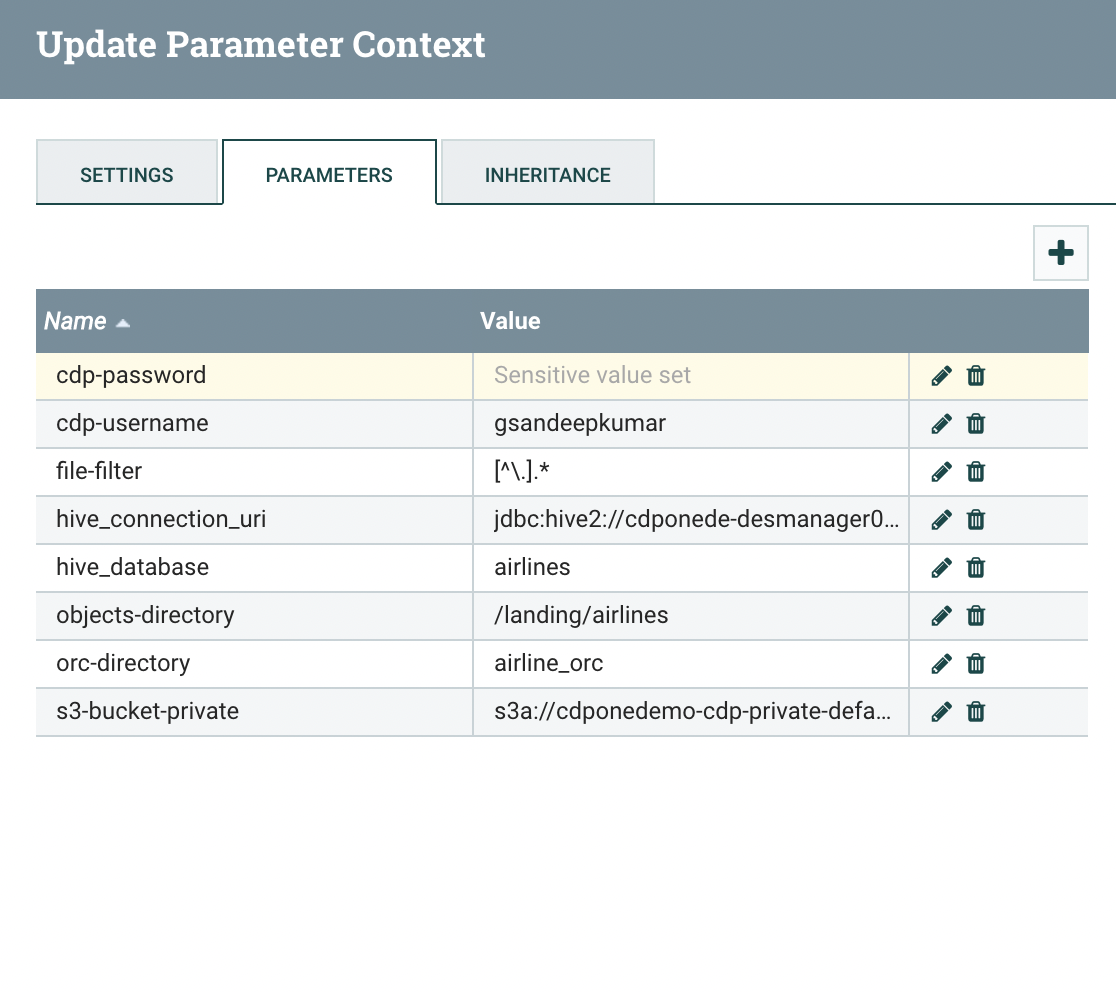 Update Parameter Context
SETTINGS PARAMETERS INHERITANCE
Name Value
cdp-password Sensitive value set
cdp-username gsandeepkumar
file-filter [^\.].*
hive_connection_uri jdbc:hive2://cdponede-desmanager0...
hive_database airlines
objects-directory /landing/airlines
orc-directory airline_orc
s3-bucket-private s3a://cdponedemo-cdp-private-defa...